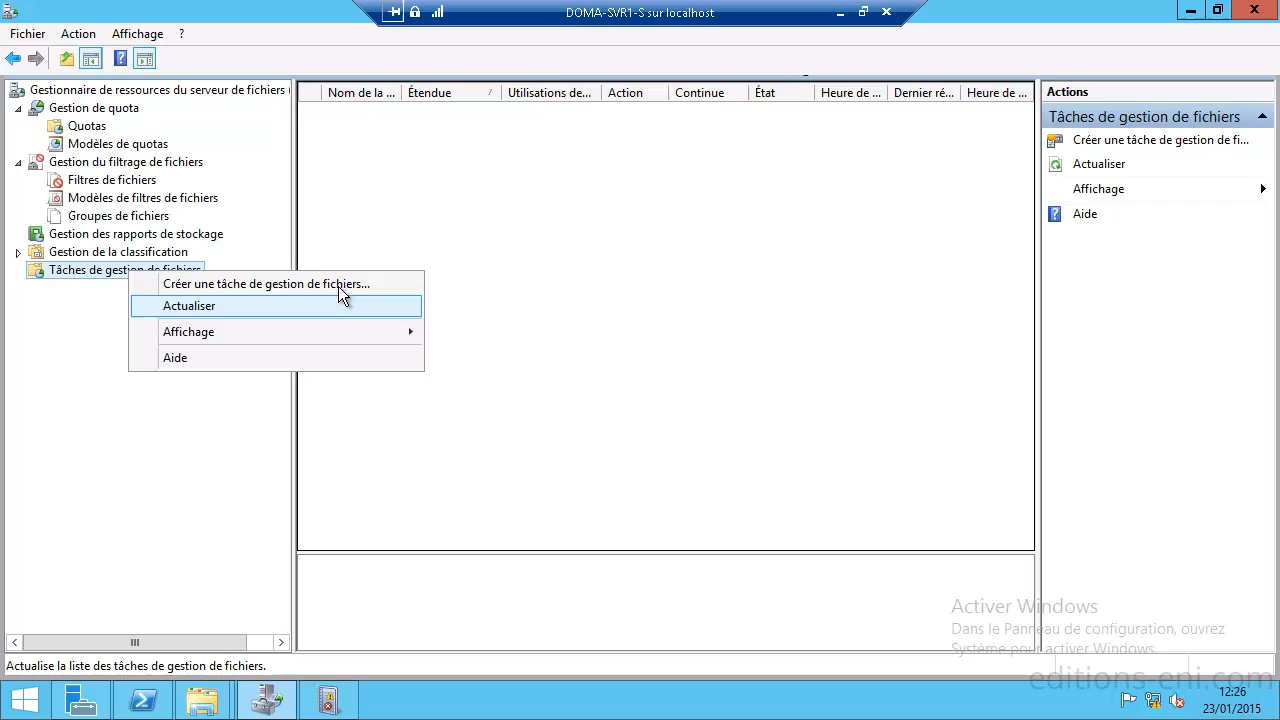 DOMA-SVR1-S sur localhost
Fichier Action Affichage ?
Gestionnaire de ressources du serveur de fichiers (
Gestion de quota
Quotas
Modèles de quotas
Gestion du filtrage de fichiers
Filtres de fichiers
Modèles de filtres de fichiers
Groupes de fichiers
Gestion des rapports de stockage
Gestion de la classification
Tâches de gestion de fichiers
Créer une tâche de gestion de fichiers...
Actualiser
Affichage
Aide
Nom de la ... Étendue Utilisations de... Action Continue État Heure de ... Dernier ré... Heure de ...
Actions
Tâches de gestion de fichiers
Créer une tâche de gestion de fi...
Actualiser
Affichage
Aide
Activer Windows
Dans le Panneau de configuration, ouvrez
Système pour activer Windows.
Actualise la liste des tâches de gestion de fichiers.
editions-eni.com
12:26
23/01/2015